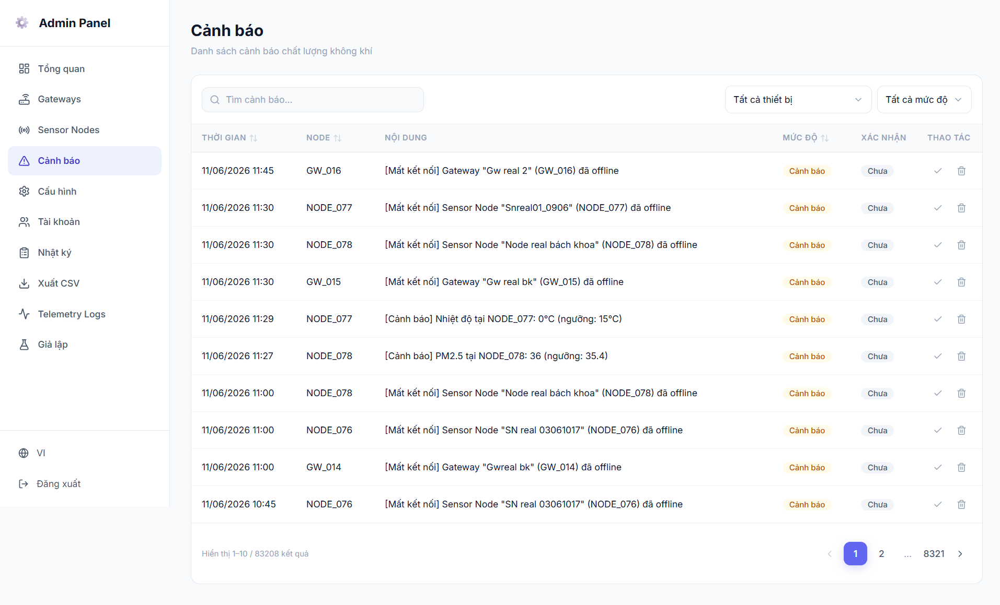 Admin Panel
Tổng quan
Gateways
Sensor Nodes
Cảnh báo
Cấu hình
Tài khoản
Nhật ký
Xuất CSV
Telemetry Logs
Giả lập
VI
Đăng xuất
Cảnh báo
Danh sách cảnh báo chất lượng không khí
Tìm cảnh báo...
Tất cả thiết bị
Tất cả mức độ
THỜI GIAN NODE NỘI DUNG MỨC ĐỘ XÁC NHẬN THAO TÁC
11/06/2026 11:45 GW_016 [Mất kết nối] Gateway "Gw real 2" (GW_016) đã offline Cảnh báo Chưa
11/06/2026 11:30 NODE_077 [Mất kết nối] Sensor Node "Snreal01_0906" (NODE_077) đã offline Cảnh báo Chưa
11/06/2026 11:30 NODE_078 [Mất kết nối] Sensor Node "Node real bách khoa" (NODE_078) đã offline Cảnh báo Chưa
11/06/2026 11:30 GW_015 [Mất kết nối] Gateway "Gw real bk" (GW_015) đã offline Cảnh báo Chưa
11/06/2026 11:29 NODE_077 [Cảnh báo] Nhiệt độ tại NODE_077: 0°C (ngưỡng: 15°C) Cảnh báo Chưa
11/06/2026 11:27 NODE_078 [Cảnh báo] PM2.5 tại NODE_078: 36 (ngưỡng: 35.4) Cảnh báo Chưa
11/06/2026 11:00 NODE_078 [Mất kết nối] Sensor Node "Node real bách khoa" (NODE_078) đã offline Cảnh báo Chưa
11/06/2026 11:00 NODE_076 [Mất kết nối] Sensor Node "SN real 03061017" (NODE_076) đã offline Cảnh báo Chưa
11/06/2026 11:00 GW_014 [Mất kết nối] Gateway "Gwreal bk" (GW_014) đã offline Cảnh báo Chưa
11/06/2026 10:45 NODE_076 [Mất kết nối] Sensor Node "SN real 03061017" (NODE_076) đã offline Cảnh báo Chưa
Hiển thị 1–10 / 83208 kết quả
1 2 ... 8321